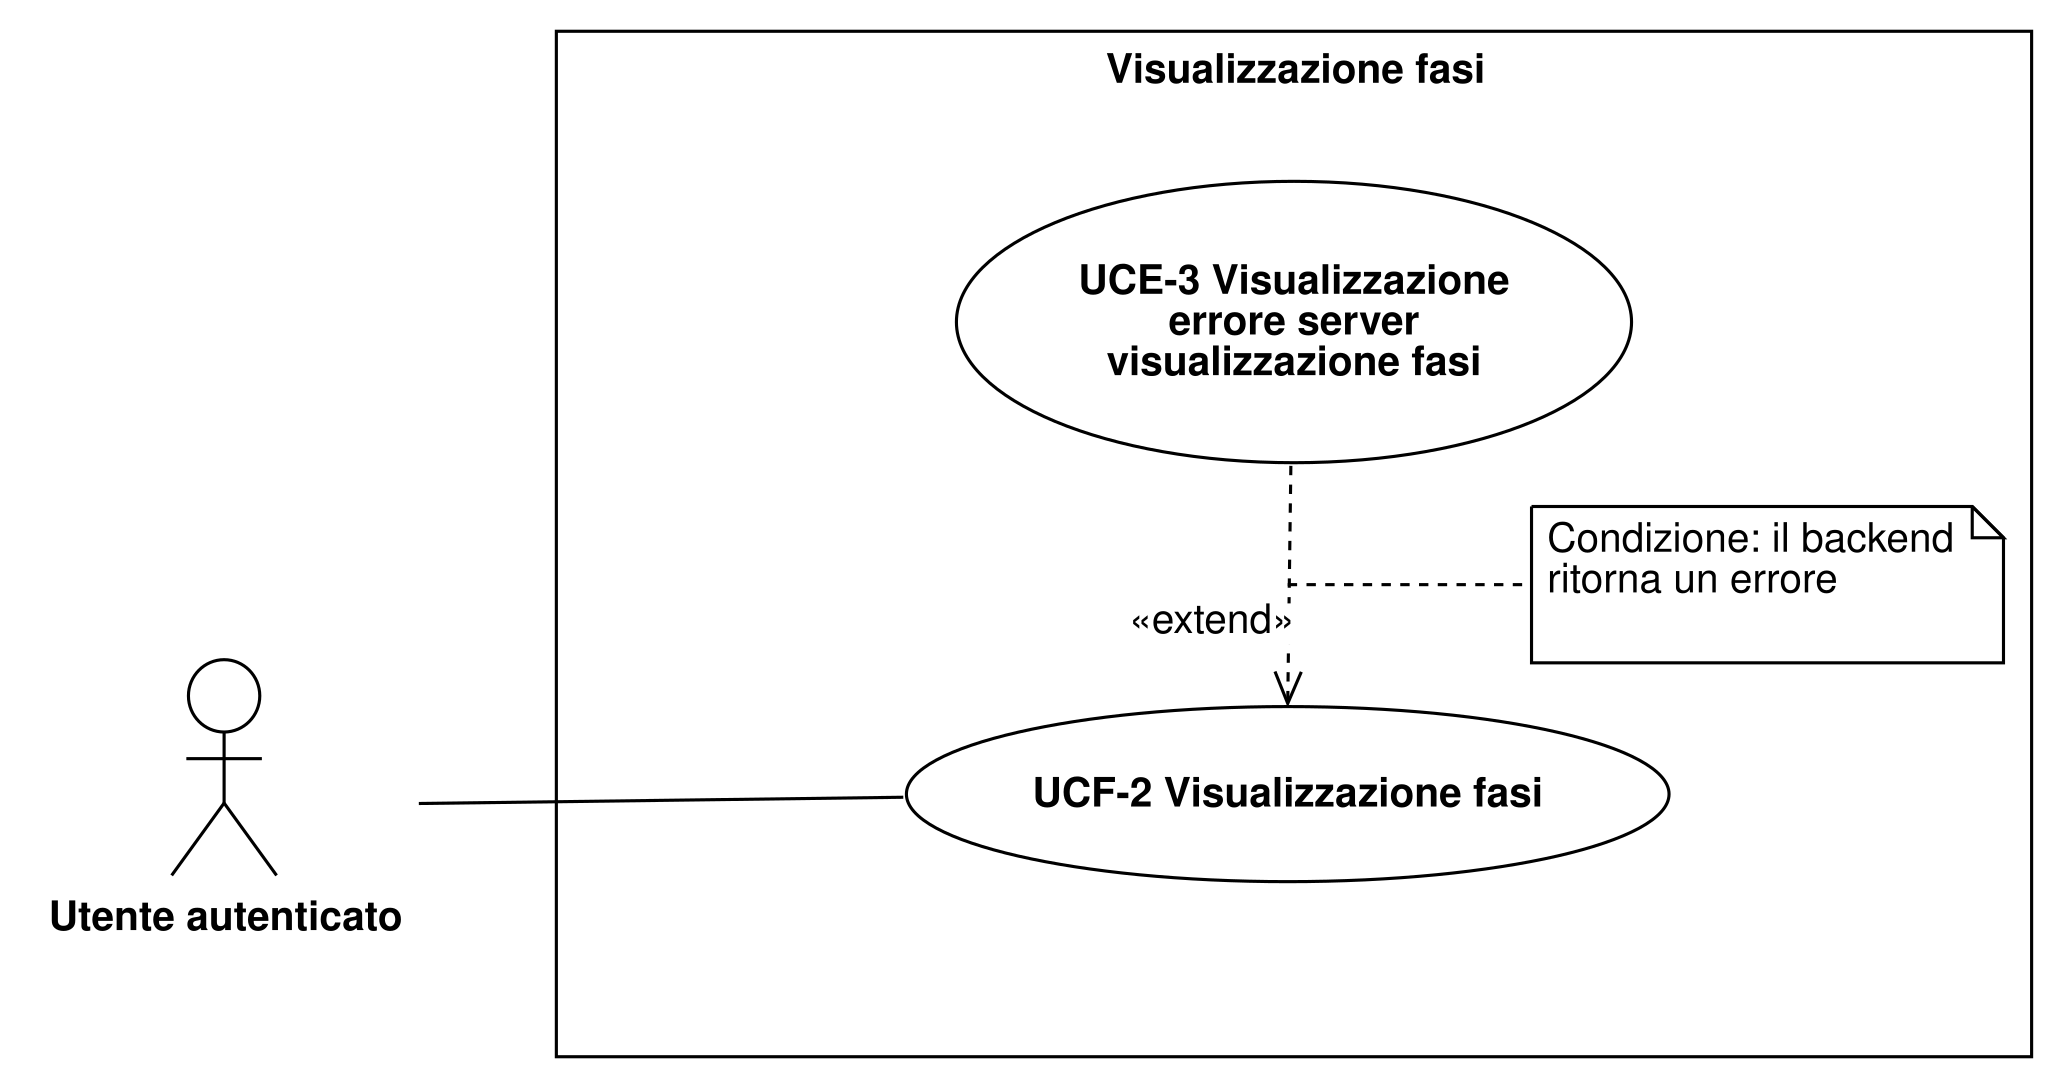 Visualizzazione fasi
UCE-3 Visualizzazione
errore server
visualizzazione fasi
Condizione: il backend
ritorna un errore
«extend»
UCF-2 Visualizzazione fasi
Utente autenticato